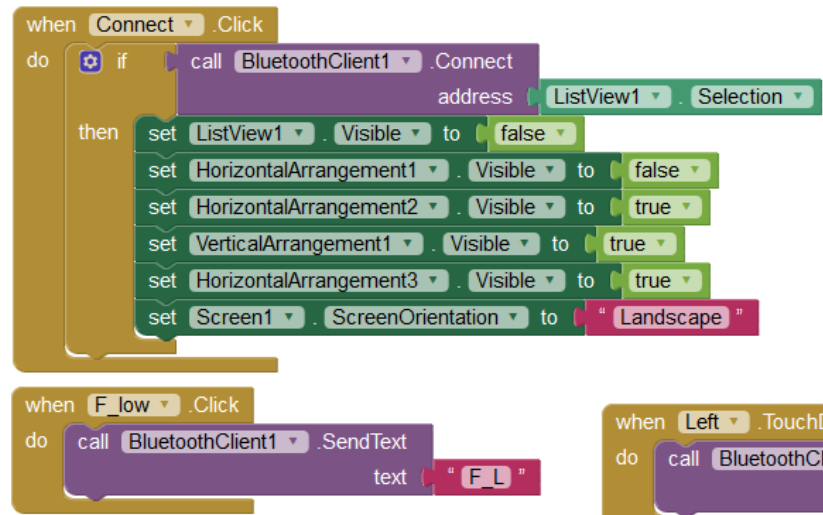 when Connect .Click
do if call BluetoothClient1 .Connect
address ListView1 . Selection
then set ListView1 . Visible to false
set HorizontalArrangement1 . Visible to false
set HorizontalArrangement2 . Visible to true
set VerticalArrangement1 . Visible to true
set HorizontalArrangement3 . Visible to true
set Screen1 . ScreenOrientation to “ Landscape ”
when F_low .Click
do call BluetoothClient1 .SendText
text “ F_L ”
when Left
do call